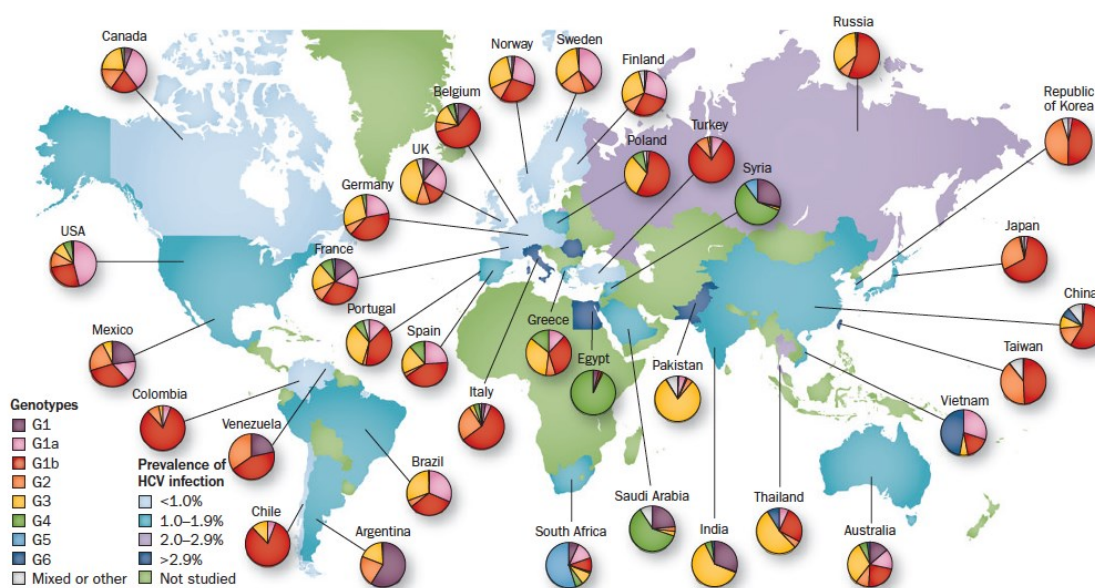 Canada
Norway
Sweden
Finland
Russia
Belgium
Republic
of Korea
UK
Poland
Turkey
Syria
Germany
USA
France
Japan
Portugal
Spain
Greece
Egypt
Pakistan
China
Mexico
Taiwan
Colombia
Venezuela
Italy
Vietnam
Brazil
Saudi Arabia
Thailand
Chile
Argentina
South Africa
India
Australia
Genotypes
G1
G1a
G1b
G2
G3
G4
G5
G6
Mixed or other
Prevalence of
HCV infection
<1.0%
1.0–1.9%
2.0–2.9%
>2.9%
Not studied